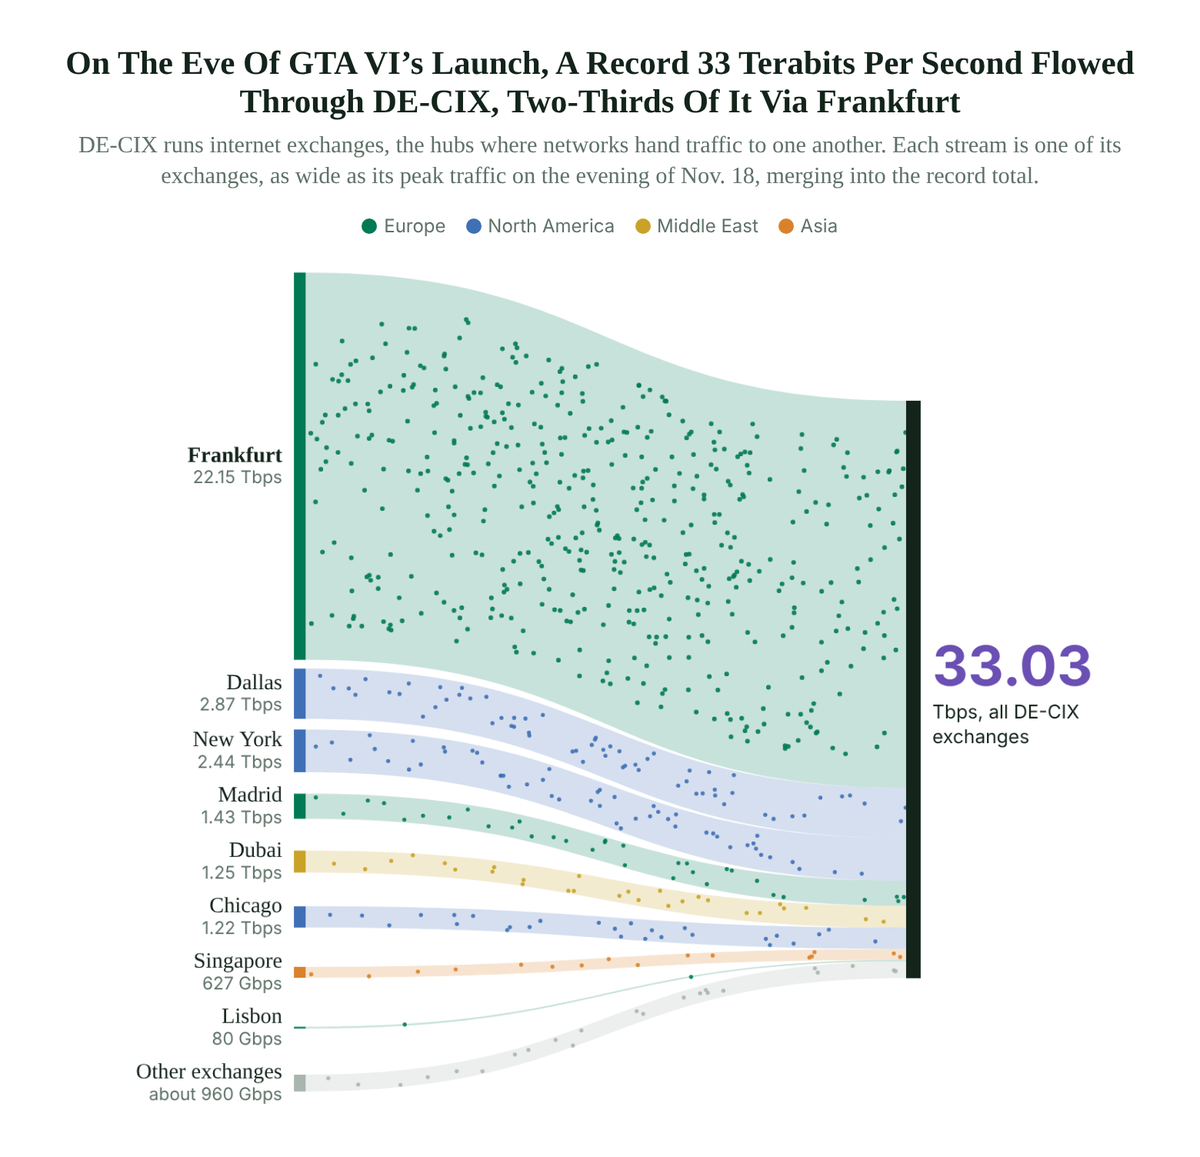 On The Eve Of GTA VI’s Launch, A Record 33 Terabits Per Second Flowed
Through DE-CIX, Two-Thirds Of It Via Frankfurt
DE-CIX runs internet exchanges, the hubs where networks hand traffic to one another. Each stream is one of its
exchanges, as wide as its peak traffic on the evening of Nov. 18, merging into the record total.
Europe
North America
Middle East
Asia
Frankfurt
22.15 Tbps
Dallas
2.87 Tbps
New York
2.44 Tbps
Madrid
1.43 Tbps
Dubai
1.25 Tbps
Chicago
1.22 Tbps
Singapore
627 Gbps
Lisbon
80 Gbps
Other exchanges
about 960 Gbps
33.03
Tbps, all DE-CIX
exchanges